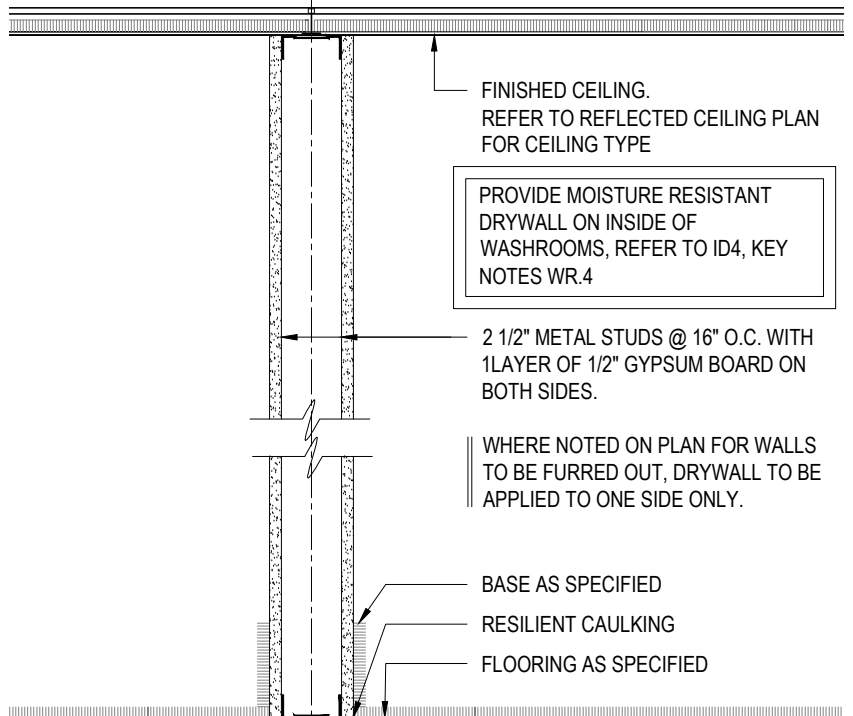 FINISHED CEILING.
REFER TO REFLECTED CEILING PLAN
FOR CEILING TYPE
PROVIDE MOISTURE RESISTANT
DRYWALL ON INSIDE OF
WASHROOMS, REFER TO ID4, KEY
NOTES WR.4
2 1/2" METAL STUDS @ 16" O.C. WITH
1LAYER OF 1/2" GYPSUM BOARD ON
BOTH SIDES.
WHERE NOTED ON PLAN FOR WALLS
TO BE FURRED OUT, DRYWALL TO BE
APPLIED TO ONE SIDE ONLY.
BASE AS SPECIFIED
RESILIENT CAULKING
FLOORING AS SPECIFIED